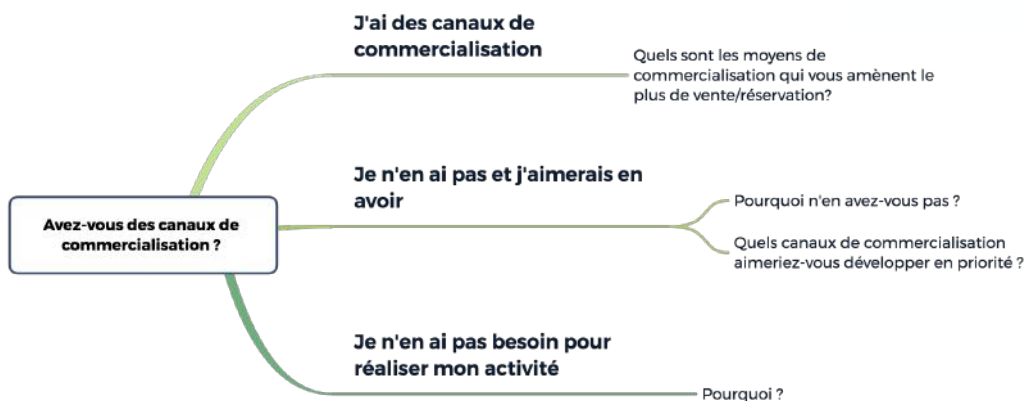 J'ai des canaux de
commercialisation
Quels sont les moyens de
commercialisation qui vous amènent le
plus de vente/réservation?
Je n'en ai pas et j'aimerais en
avoir
Pourquoi n'en avez-vous pas ?
Avez-vous des canaux de
commercialisation ?
Quels canaux de commercialisation
aimeriez-vous développer en priorité ?
Je n'en ai pas besoin pour
réaliser mon activité
Pourquoi ?